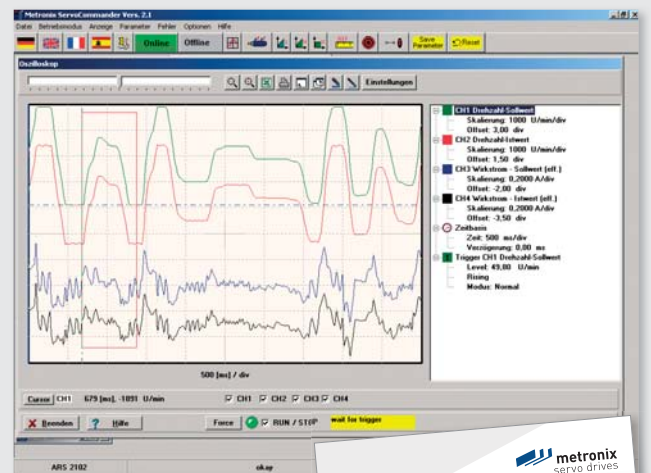 Metronix ServoCommander Vers. 2.1
Datei Betriebsmodus Anzeige Parameter Fehler Optionen Hilfe
Online Offline Save Parameter Reset
Oszilloskop
Einstellungen
CH1 Drehzahl-Sollwert
Skalierung: 1000 U/min/div
Offset: 3,00 div
CH2 Drehzahl-Istwert
Skalierung: 1000 U/min/div
Offset: 1,50 div
CH3 Wirkstrom - Sollwert (eff.)
Skalierung: 0,2000 A/div
Offset: -2,00 div
CH4 Wirkstrom - Istwert (eff.)
Skalierung: 0,2000 A/div
Offset: -3,50 div
Zeitbasis
Zeit: 500 ms/div
Verzögerung: 0,00 ms
Trigger CH1 Drehzahl-Sollwert
Level: 49,80 U/min
Rising
Modus: Normal
500 [ms] / div
Cursor CH1 679 [ms], -1091 U/min CH1 CH2 CH3 CH4
Beenden Hilfe Force RUN / STOP wait for trigger
ARS 2102 okay
metronix
servo drives